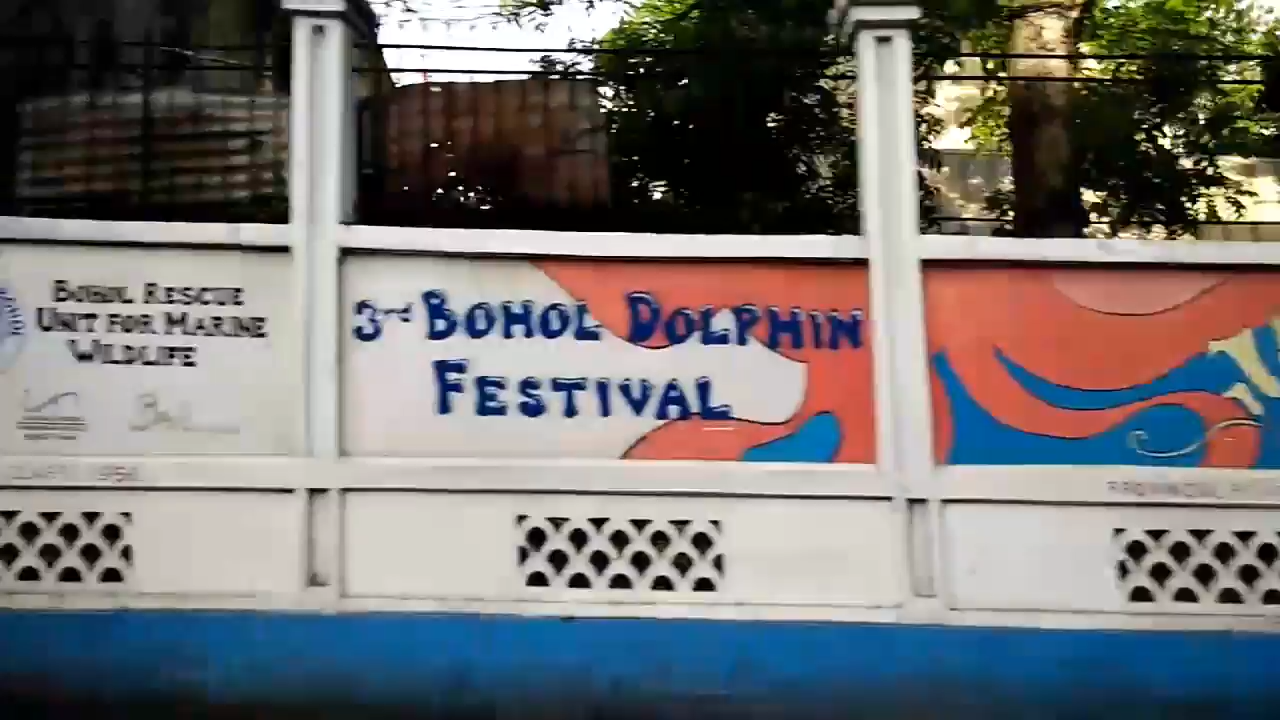 BOHOL RESCUE
UNIT FOR MARINE
WILDLIFE
3rd BOHOL DOLPHIN
FESTIVAL